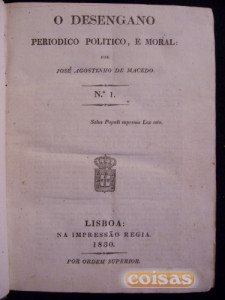 O DESENGANO
PERIODICO POLITICO, E MORAL:
POR
JOSÉ AGOSTINHO DE MACEDO.
N.º 1.
Salus Populi suprema Lex esto.
LISBOA:
NA IMPRESSÃO REGIA.
1830.
POR ORDEM SUPERIOR.
coisas